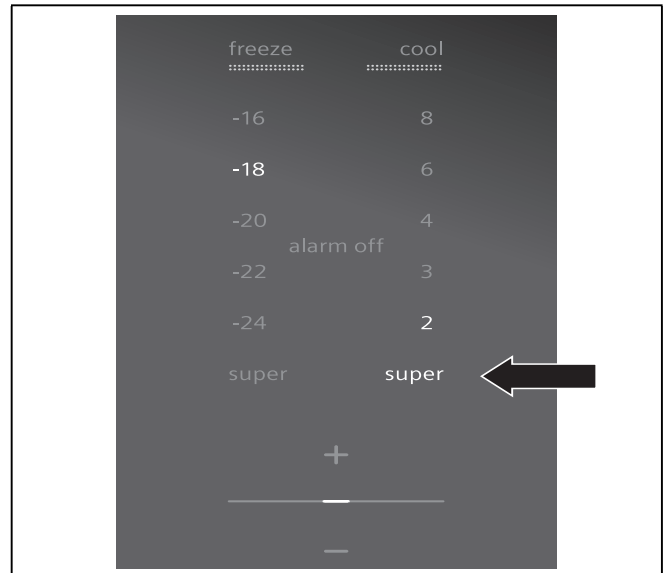 freeze cool
-16 8
-18 6
-20 4
alarm off
-22 3
-24 2
super super
+
–